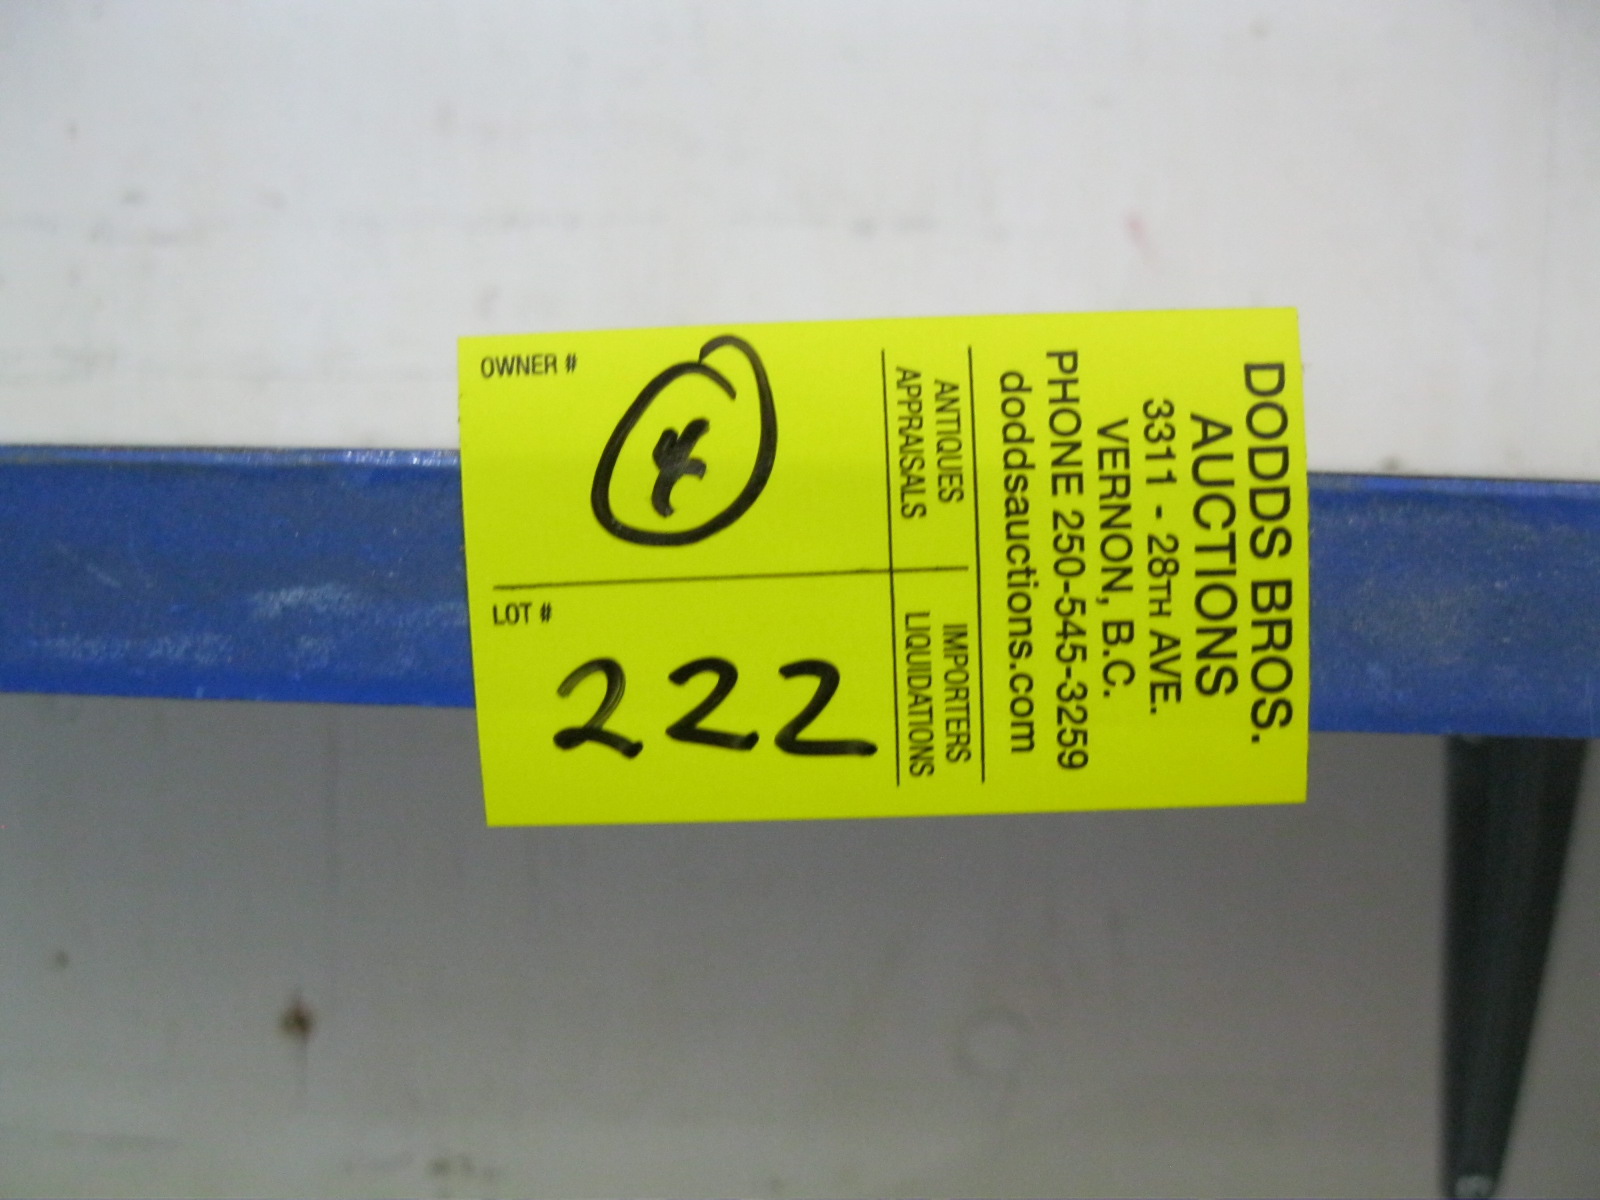 DODDS BROS.
AUCTIONS
3311 - 28TH AVE.
VERNON, B.C.
PHONE 250-545-3259
doddsauctions.com
ANTIQUES
APPRAISALS
IMPORTERS
LIQUIDATIONS
OWNER #
LOT #
222